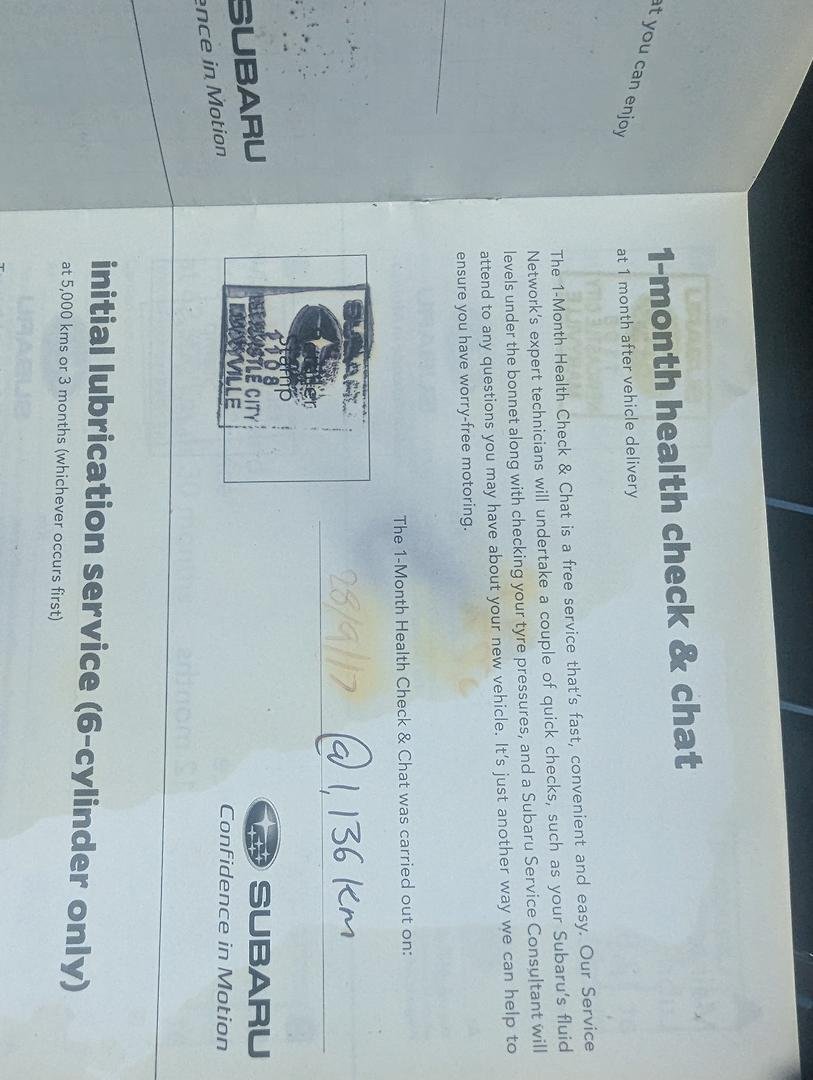 at you can enjoy
SUBARU
ence in Motion
1-month health check & chat
at 1 month after vehicle delivery
The 1-Month Health Check & Chat is a free service that's fast, convenient and easy. Our Service
Network's expert technicians will undertake a couple of quick checks, such as your Subaru's fluid
levels under the bonnet along with checking your tyre pressures, and a Subaru Service Consultant will
attend to any questions you may have about your new vehicle. It's just another way we can help to
ensure you have worry-free motoring.
The 1-Month Health Check & Chat was carried out on:
28/9/17 @ 1,136 km
SUBARU
stamp
CITY
SUBARU
Confidence in Motion
initial lubrication service (6-cylinder only)
at 5,000 kms or 3 months (whichever occurs first)